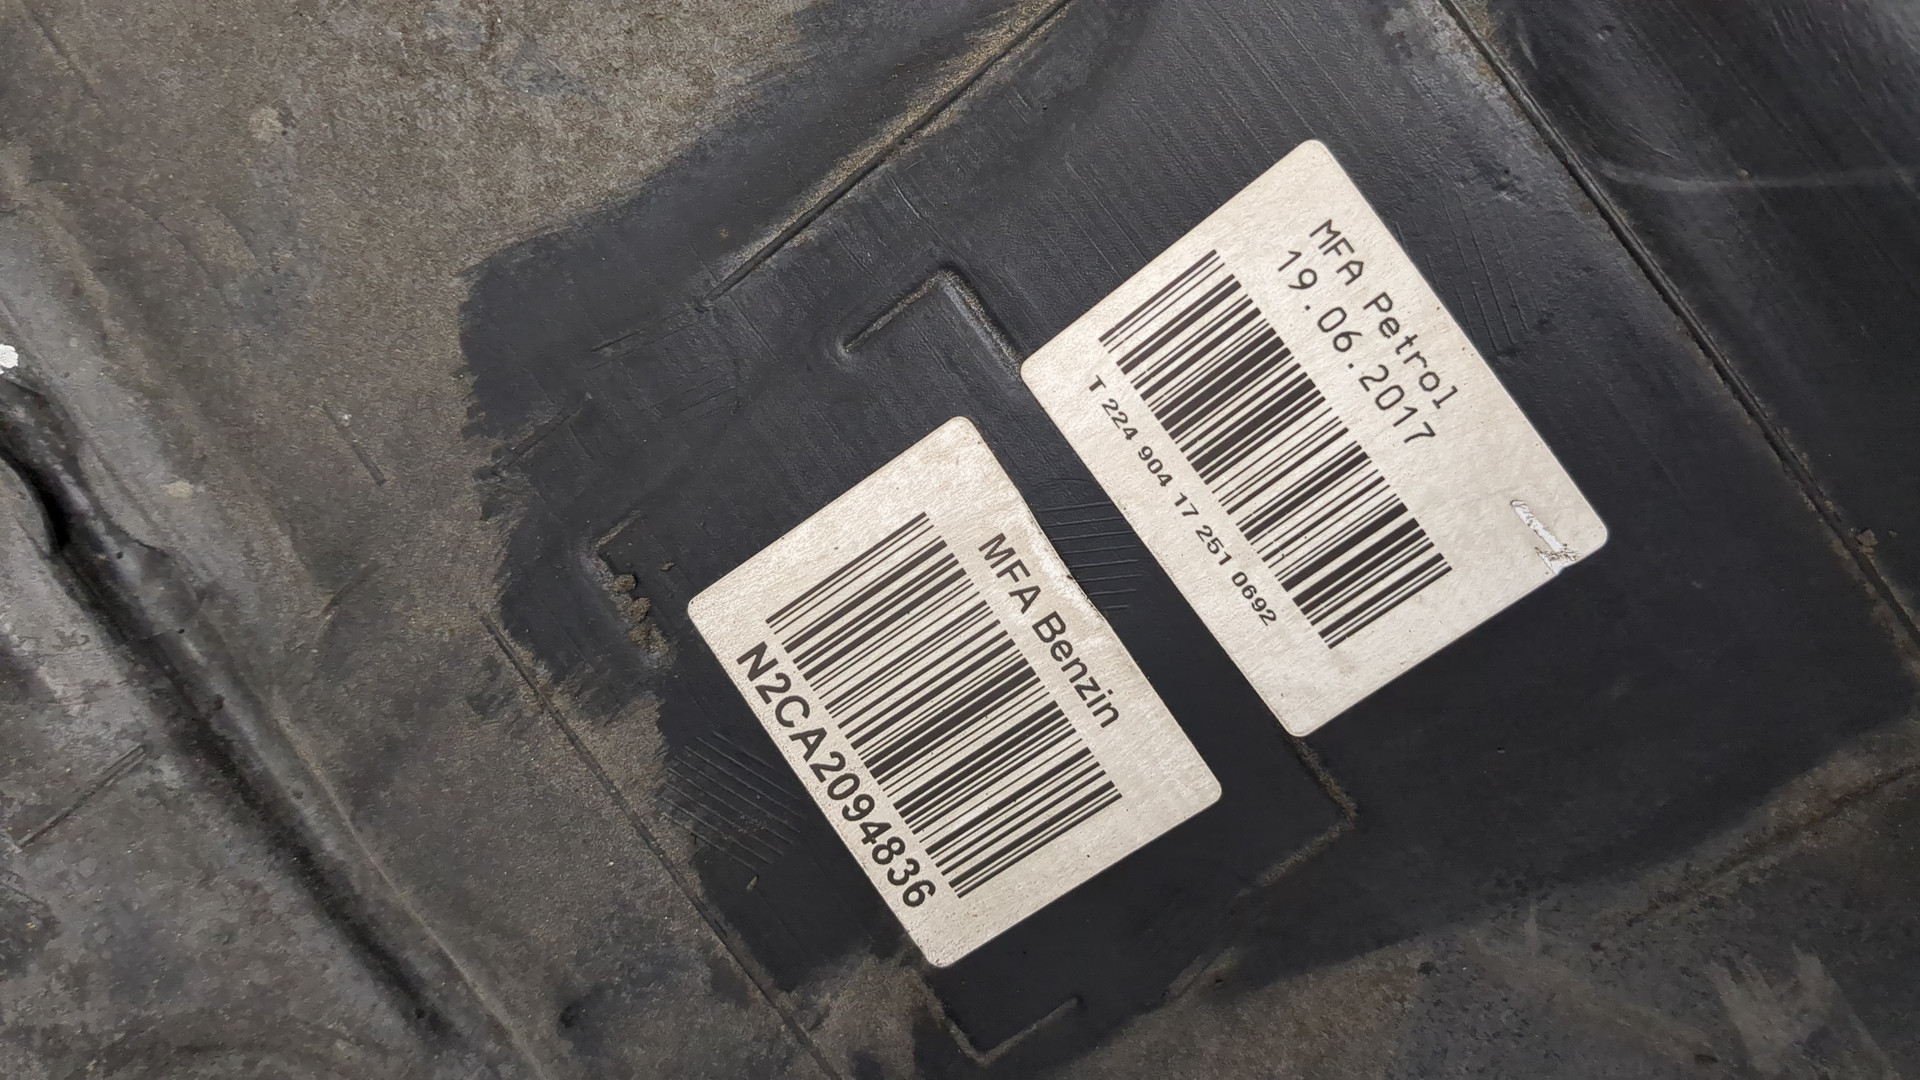 MFA Petrol
19.06.2017
T 224 904 17 251 0692
MFA Benzin
N2CA2094836